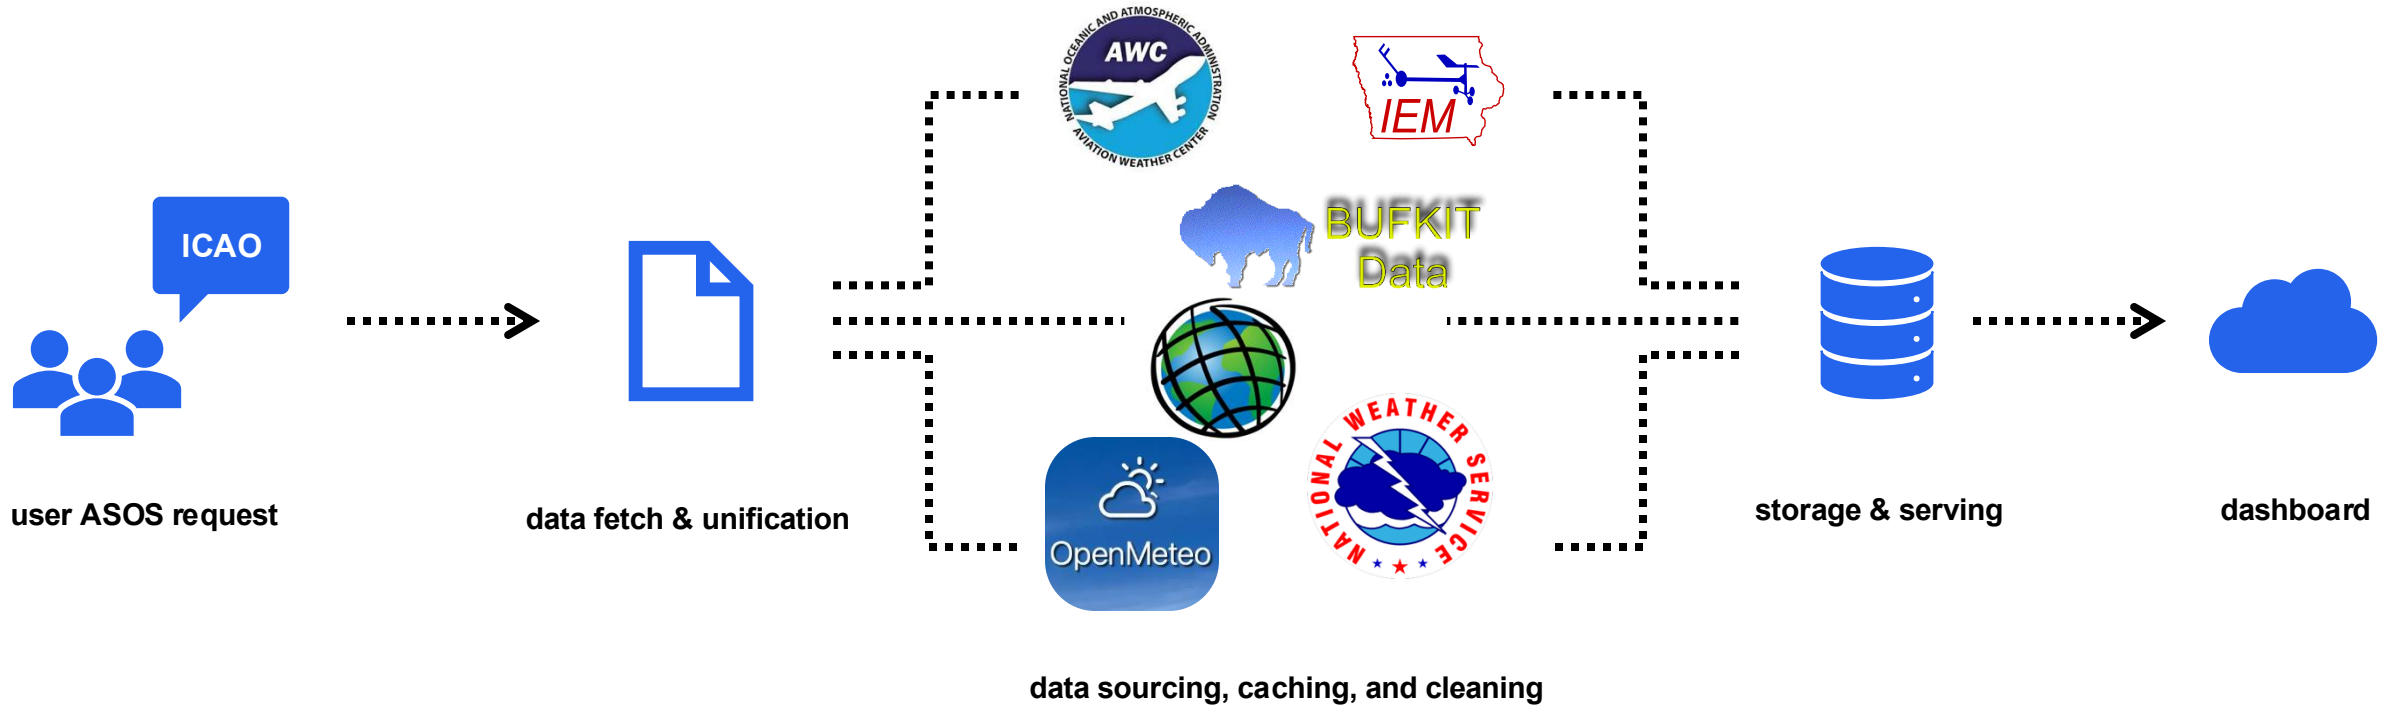 NATIONAL OCEANIC AND ATMOSPHERIC ADMINISTRATION
AWC
AVIATION WEATHER CENTER
IEM
ICAO
BUFKIT
Data
NATIONAL WEATHER SERVICE
OpenMeteo
user ASOS request
data fetch & unification
storage & serving
dashboard
data sourcing, caching, and cleaning